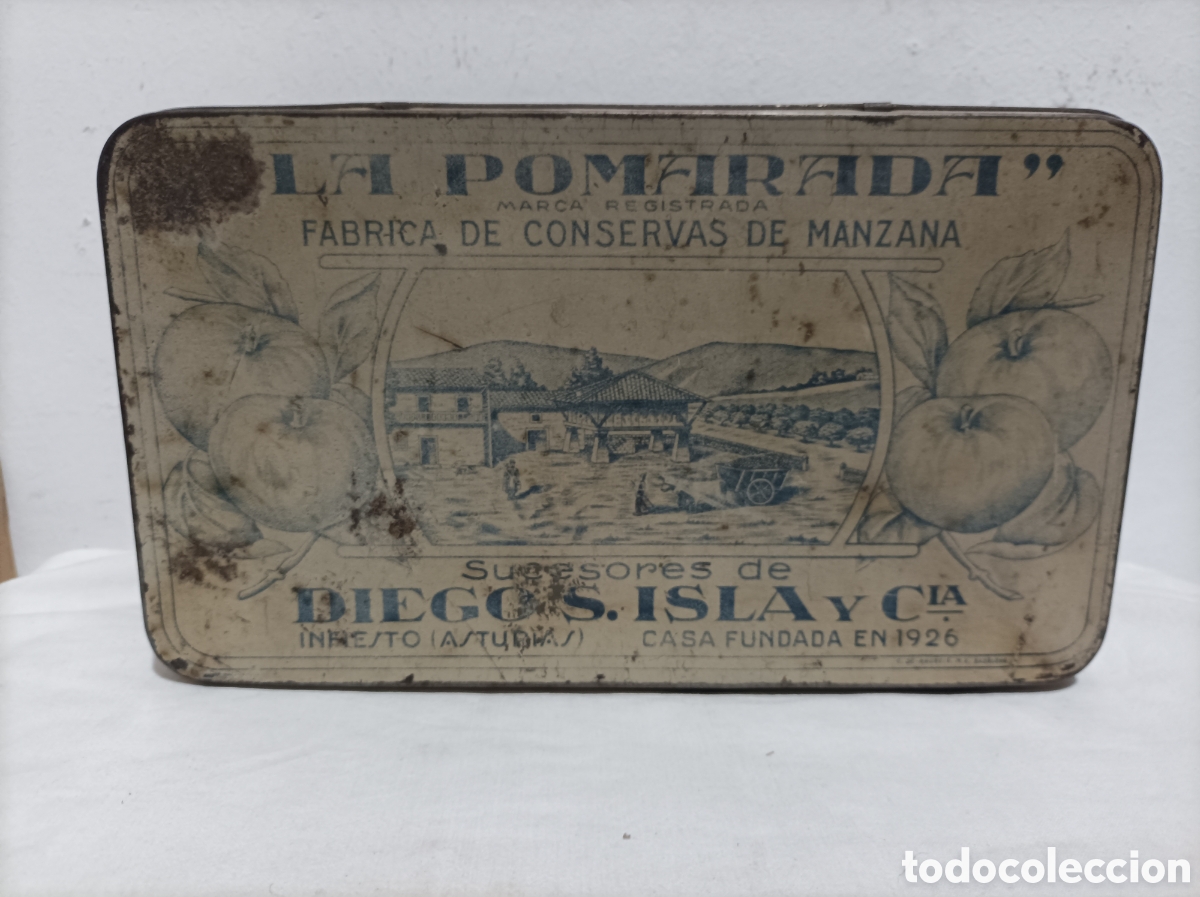 LA POMARADA”
MARCA REGISTRADA
FABRICA DE CONSERVAS DE MANZANA
Sucesores de
DIEGO S. ISLA Y CIA
INFIESTO (ASTURIAS) CASA FUNDADA EN 1926
todocoleccion